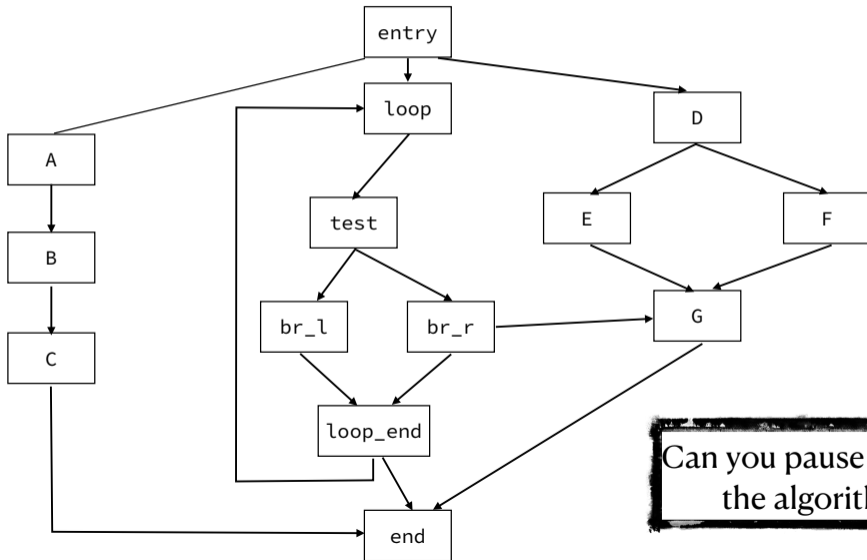 entry
loop
D
A
test
E
F
B
br_l
br_r
G
C
loop_end
Can you pause
the algorith
end